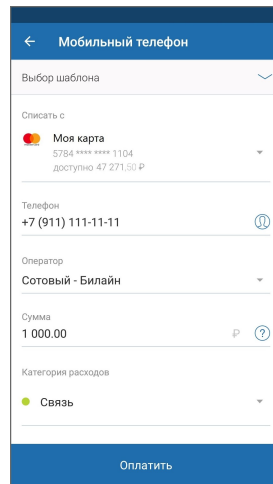 Мобильный телефон
Выбор шаблона
Списать с
Моя карта
5784 **** **** 1104
доступно 47 271,50 ₽
Телефон
+7 (911) 111-11-11
Оператор
Сотовый - Билайн
Сумма
1 000.00 ₽ ?
Категория расходов
Связь
Оплатить